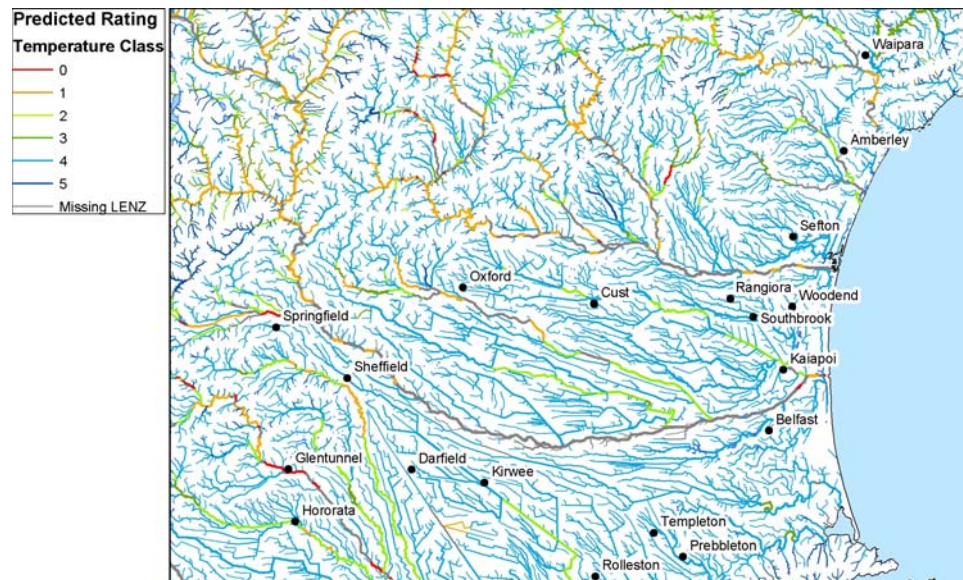 Predicted Rating
Temperature Class
0
1
2
3
4
5
Missing LENZ
Waipara
Amberley
Sefton
Oxford
Cust
Rangiora
Woodend
Southbrook
Springfield
Kaiapoi
Sheffield
Belfast
Glentunnel
Darfield
Kirwee
Hororata
Templeton
Prebbleton
Rolleston